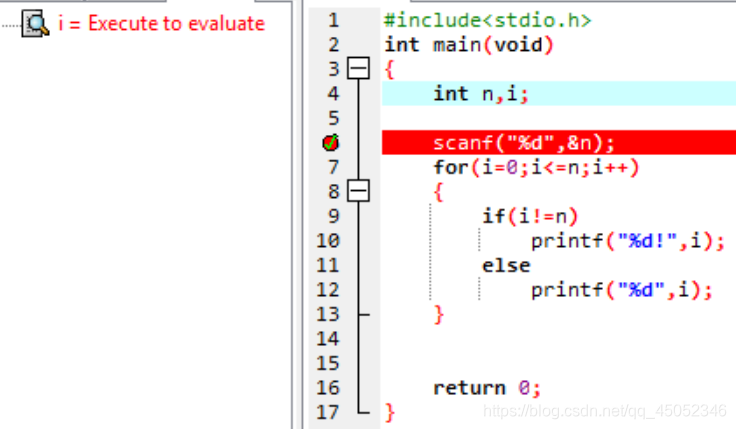 i = Execute to evaluate
1 #include<stdio.h>
2 int main(void)
3 {
4 int n,i;
5
scanf("%d",&n);
7 for(i=0;i<=n;i++)
8 {
9 if(i!=n)
10 printf("%d!",i);
11 else
12 printf("%d",i);
13 }
14
15
16 return 0;
17 }
https://blog.csdn.net/qq_45052346